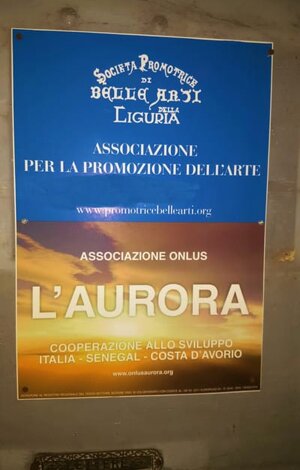 SOCIETÀ PROMOTRICE
DI
BELLE ARTI
DELLA
LIGURIA
ASSOCIAZIONE
PER LA PROMOZIONE DELL'ARTE
www.promotricebellearti.org
ASSOCIAZIONE ONLUS
L'AURORA
COOPERAZIONE ALLO SVILUPPO
ITALIA - SENEGAL - COSTA D'AVORIO
www.onlusaurora.org